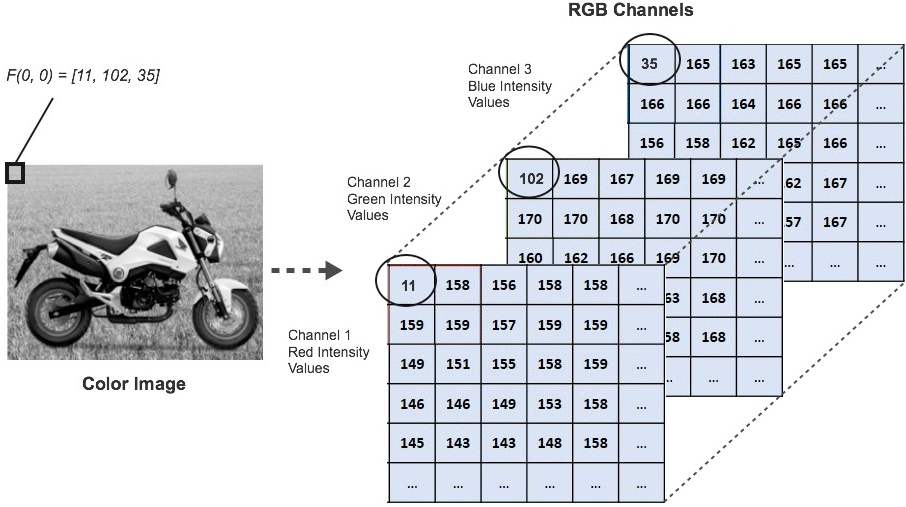 RGB Channels
F(0, 0) = [11, 102, 35]
Color Image
Channel 3
Blue Intensity
Values
35 165 163 165 165 ...
166 166 164 166 166 ...
156 158 162 165 166 ...
62 167 ...
57 167 ...
... ... ...
Channel 2
Green Intensity
Values
102 169 167 169 169 ...
170 170 168 170 170 ...
160 162 166 169 170 ...
63 168 ...
58 168 ...
... ... ...
Channel 1
Red Intensity
Values
11 158 156 158 158 ...
159 159 157 159 159 ...
149 151 155 158 159 ...
146 146 149 153 158 ...
145 143 143 148 158 ...
... ... ... ... ... ...